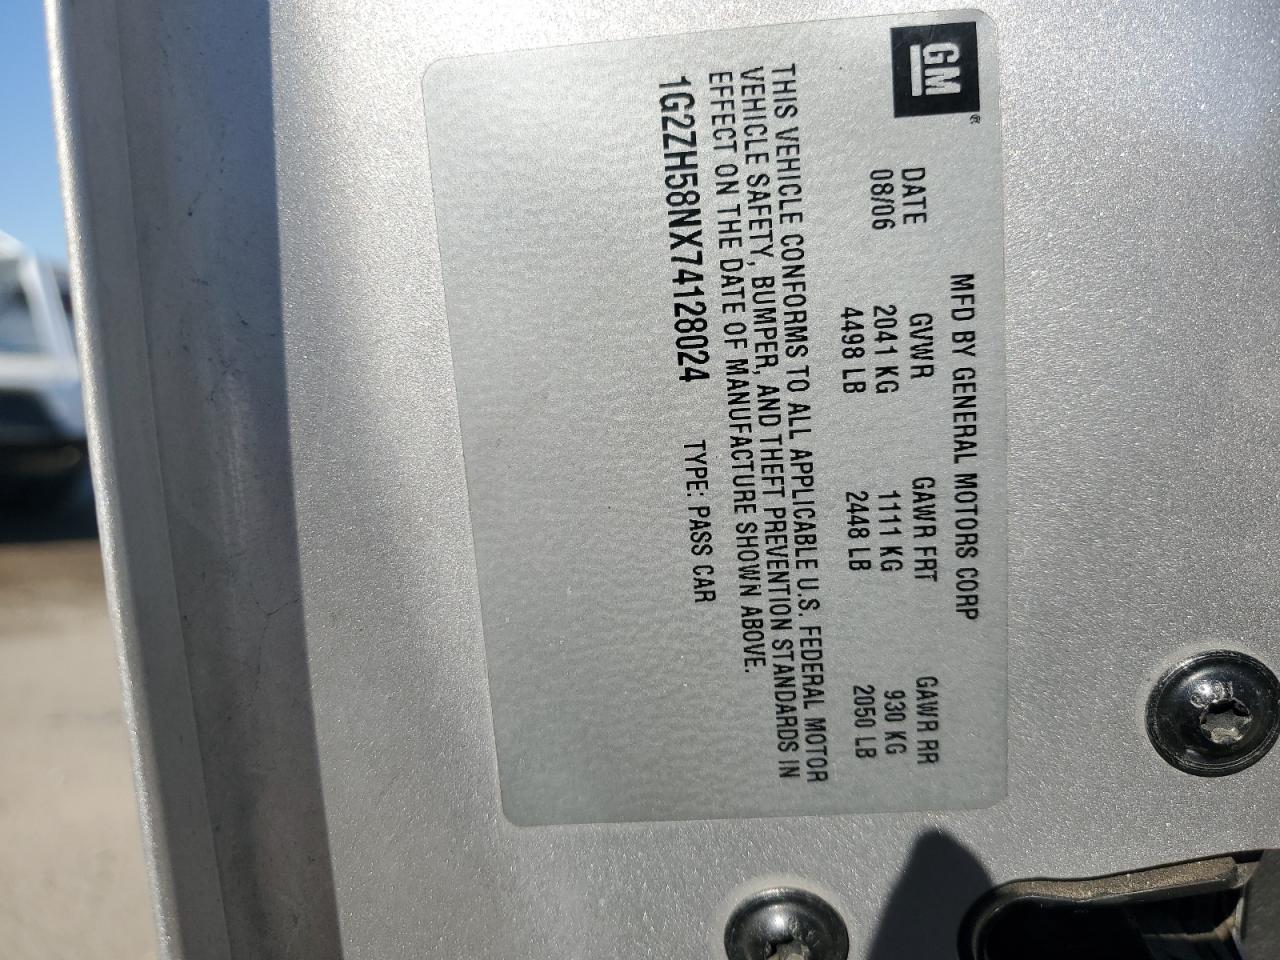 GM®
MFD BY GENERAL MOTORS CORP
DATE GVWR GAWR FRT GAWR RR
08/06 2041 KG 1111 KG 930 KG
4498 LB 2448 LB 2050 LB
THIS VEHICLE CONFORMS TO ALL APPLICABLE U.S. FEDERAL MOTOR
VEHICLE SAFETY, BUMPER, AND THEFT PREVENTION STANDARDS IN
EFFECT ON THE DATE OF MANUFACTURE SHOWN ABOVE.
1G2ZH58NX74128024 TYPE: PASS CAR